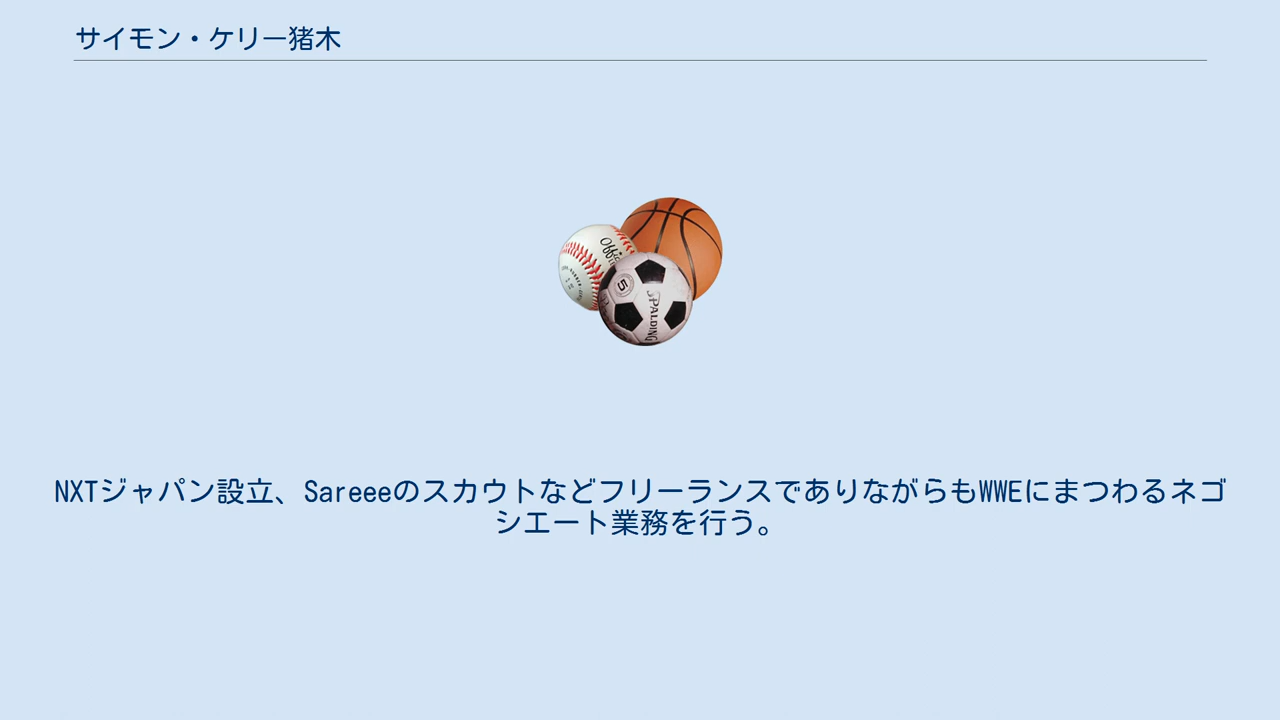 サイモン・ケリー猪木
Offic
5
SPALDING
NXTジャパン設立、SareeeのスカウトなどフリーランスでありながらもWWEにまつわるネゴ
シエート業務を行う。